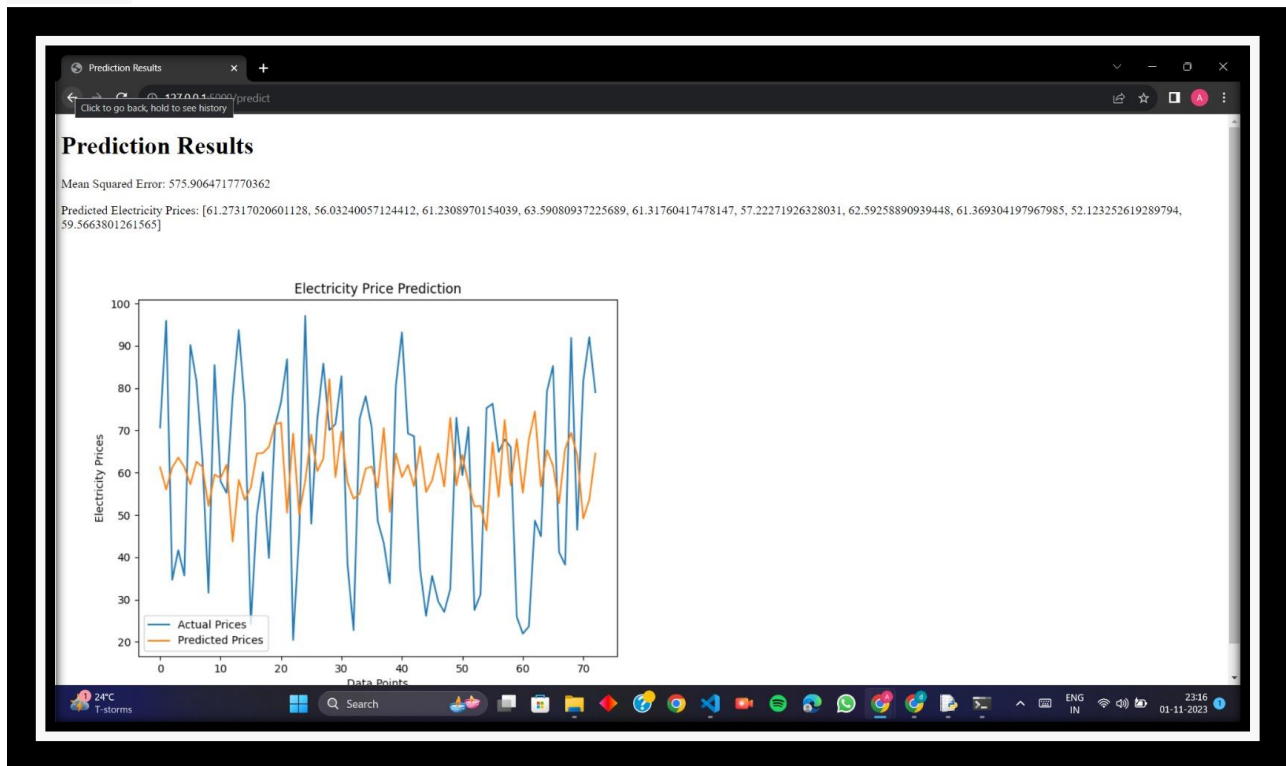 Prediction Results
127.0.0.1:5000/predict
Click to go back, hold to see history
A
Prediction Results
Mean Squared Error: 575.9064717770362
Predicted Electricity Prices: [61.27317020601128, 56.03240057124412, 61.2308970154039, 63.59080937225689, 61.31760417478147, 57.22271926328031, 62.59258890939448, 61.369304197967985, 52.123252619289794,
59.5663801261565]
Electricity Price Prediction
100
90
80
70
60
50
40
30
20
Electricity Prices
Actual Prices
Predicted Prices
0 10 20 30 40 50 60 70
Data Points
1
24°C
T-storms
Search
ENG
IN
23:16
01-11-2023
1